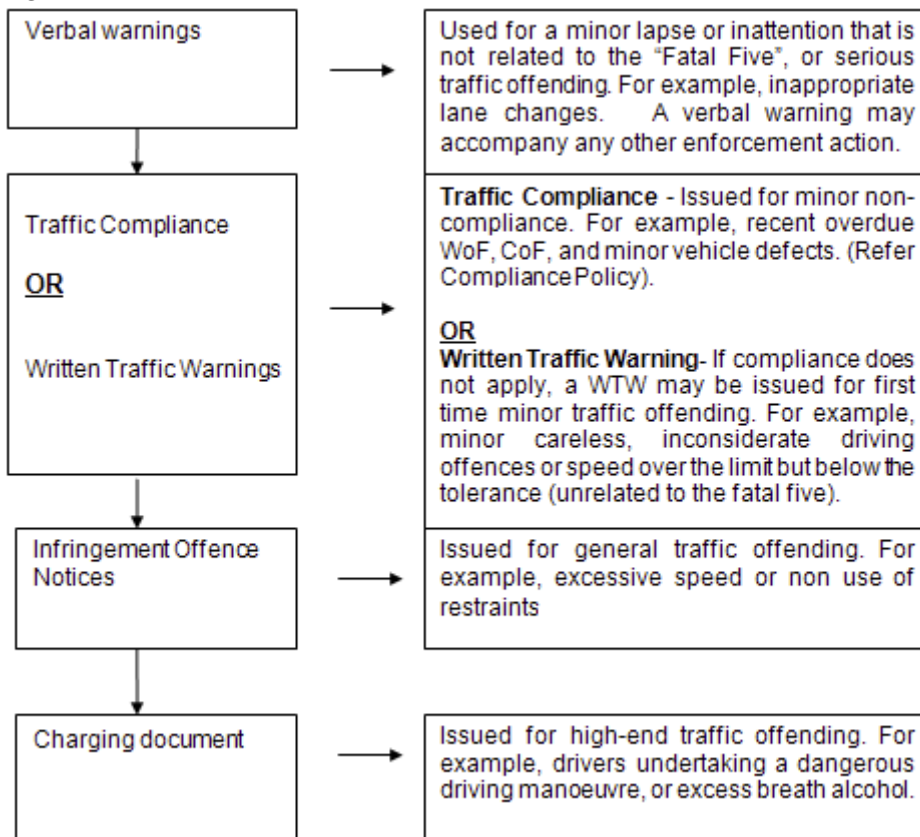 Verbal warnings
Used for a minor lapse or inattention that is
not related to the “Fatal Five”, or serious
traffic offending. For example, inappropriate
lane changes. A verbal warning may
accompany any other enforcement action.
Traffic Compliance
OR
Written Traffic Warnings
Traffic Compliance - Issued for minor non-
compliance. For example, recent overdue
WoF, CoF, and minor vehicle defects. (Refer
Compliance Policy).
OR
Written Traffic Warning- If compliance does
not apply, a WTW may be issued for first
time minor traffic offending. For example,
minor careless, inconsiderate driving
offences or speed over the limit but below the
tolerance (unrelated to the fatal five).
Infringement Offence
Notices
Issued for general traffic offending. For
example, excessive speed or non use of
restraints
Charging document
Issued for high-end traffic offending. For
example, drivers undertaking a dangerous
driving manoeuvre, or excess breath alcohol.